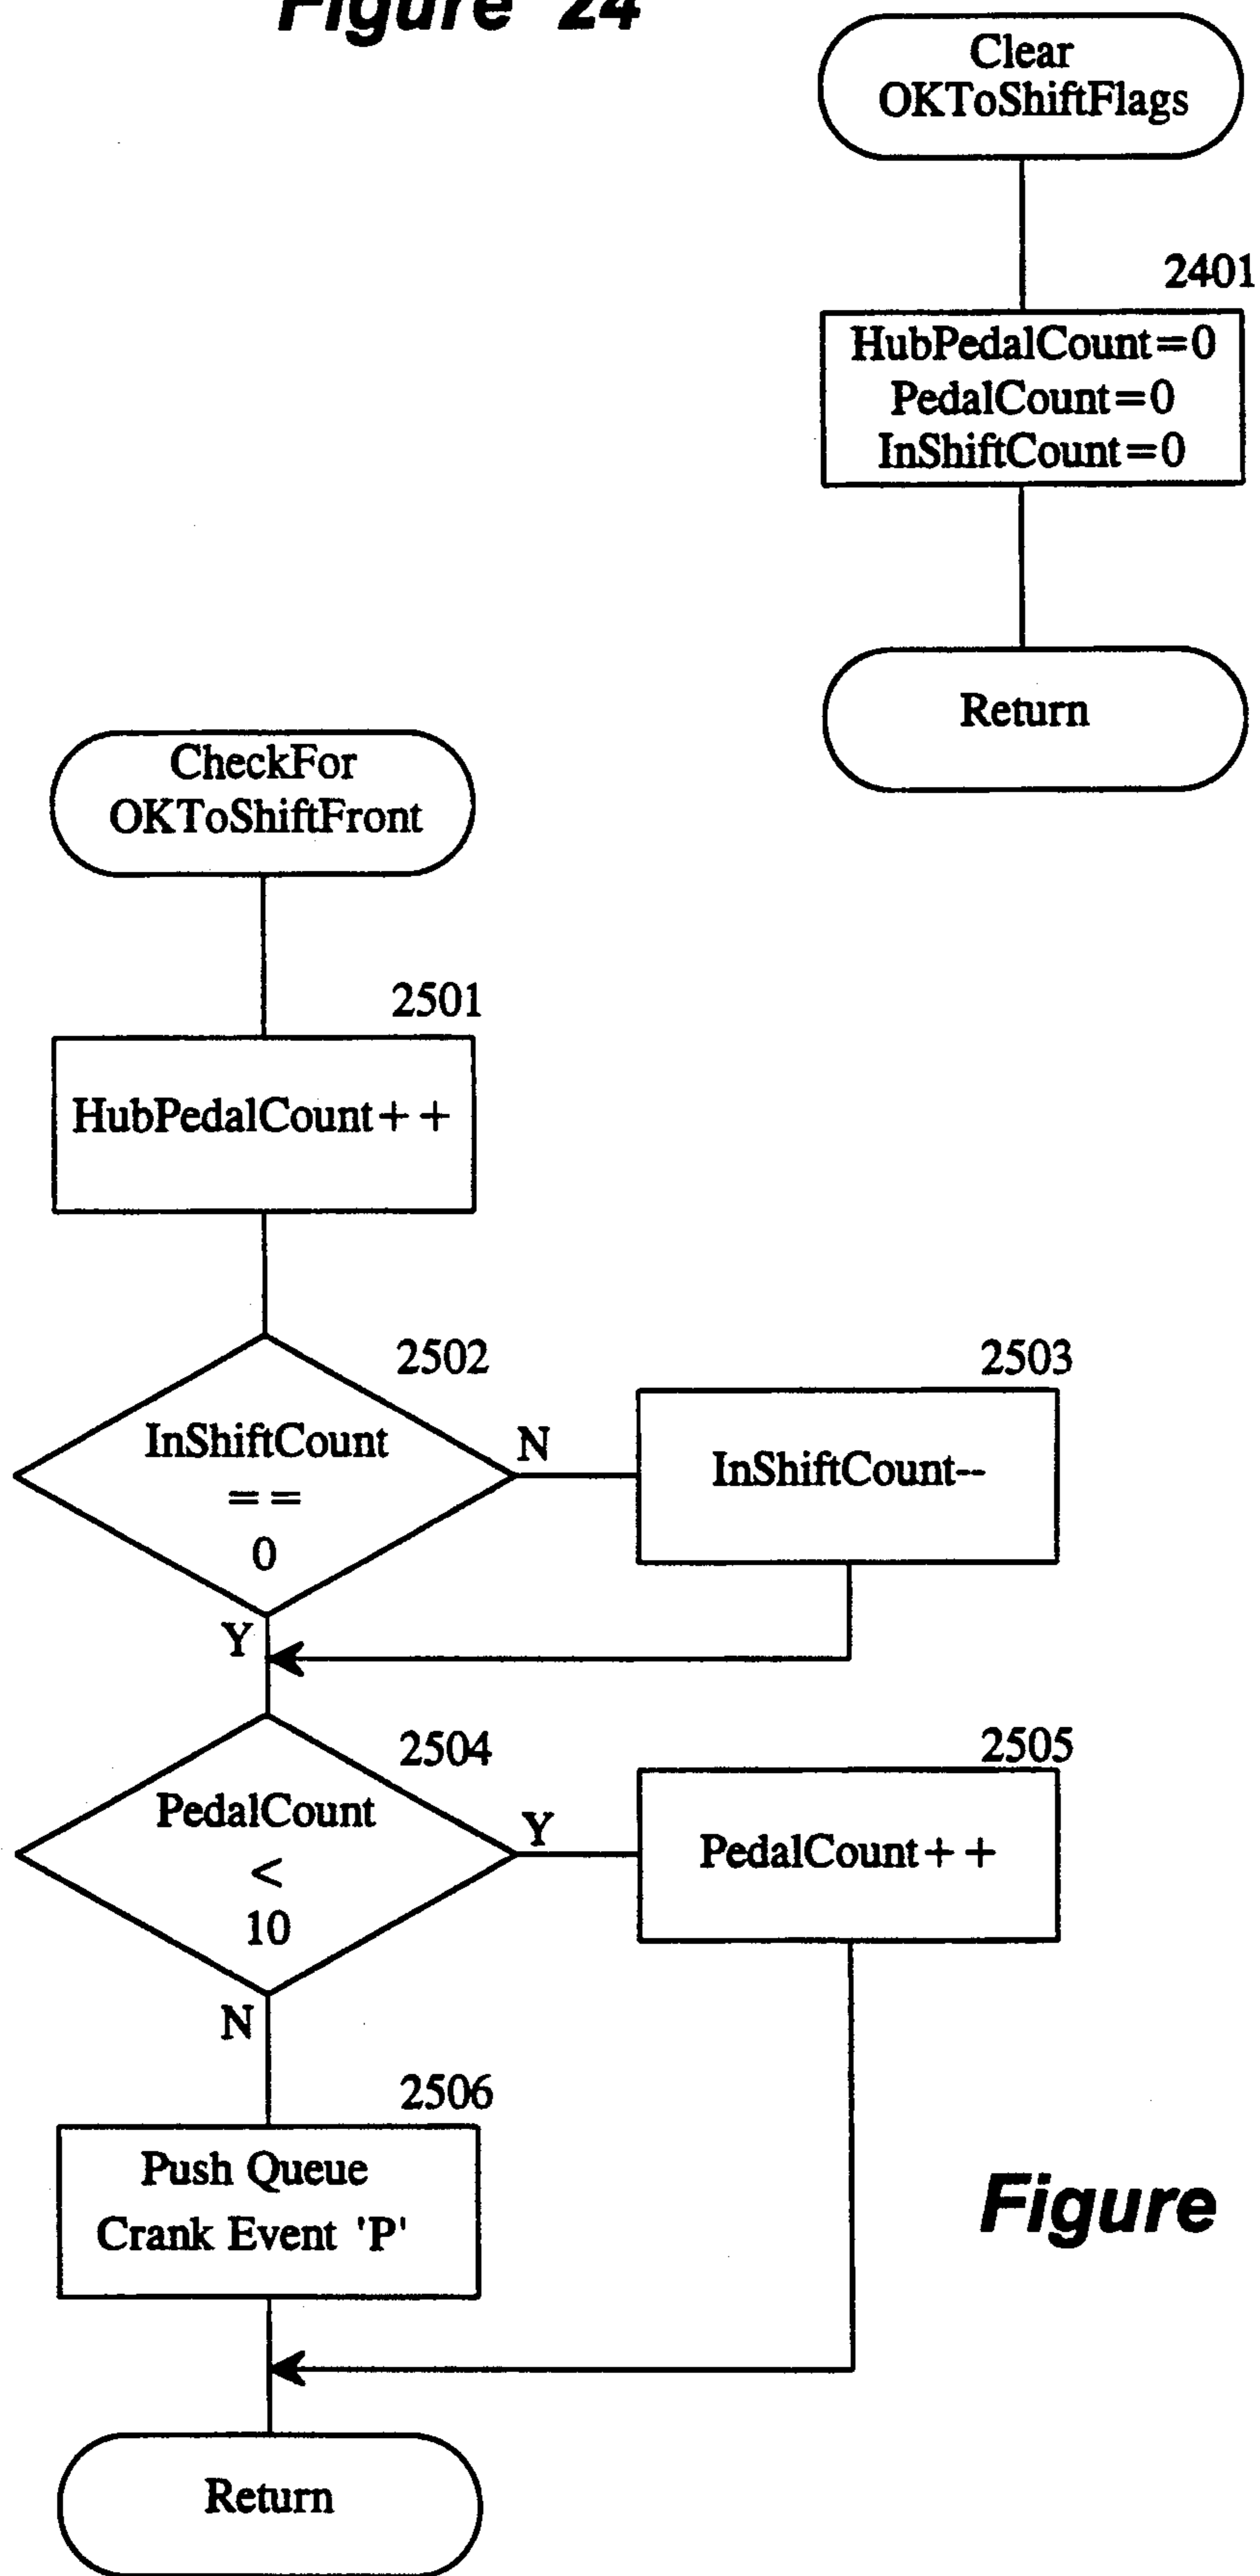 Figure 24
Clear
OKToShiftFlags
2401
HubPedalCount=0
PedalCount=0
InShiftCount=0
Return
CheckFor
OKToShiftFront
2501
HubPedalCount++
2502
InShiftCount
==
0
N
2503
InShiftCount--
Y
2504
PedalCount
<
10
Y
2505
PedalCount++
N
2506
Push Queue
Crank Event 'P'
Figure
Return